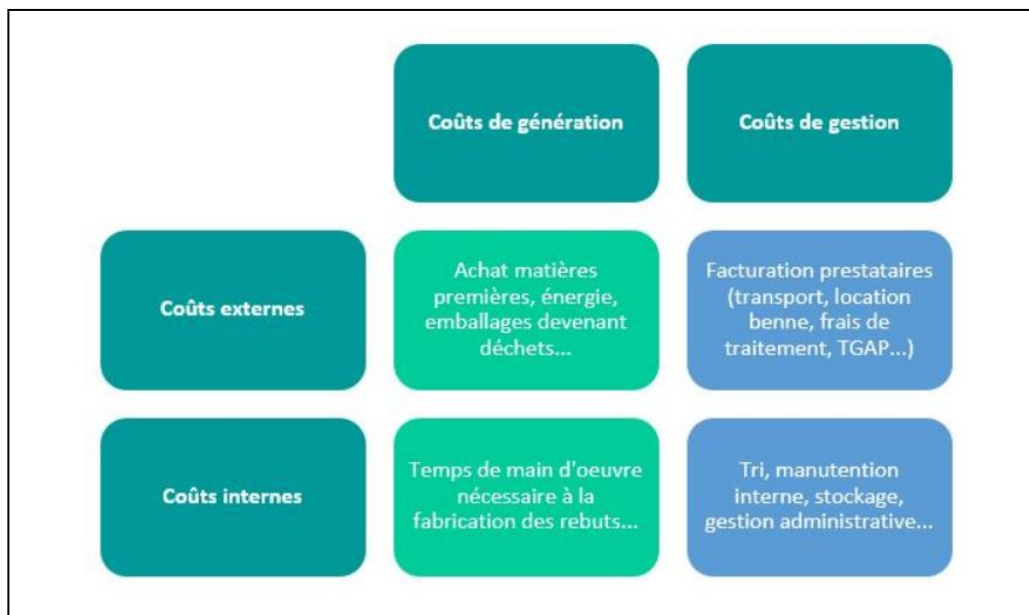 Coûts de génération
Coûts de gestion
Coûts externes
Achat matières
premières, énergie,
emballages devenant
déchets...
Facturation prestataires
(transport, location
benne, frais de
traitement, TGAP...)
Coûts internes
Temps de main d'oeuvre
nécessaire à la
fabrication des rebuts...
Tri, manutention
interne, stockage,
gestion administrative...